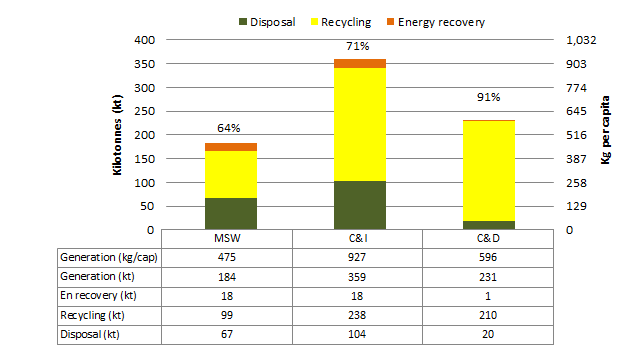 Disposal Recycling Energy recovery
400 1,032
350 903
300 774
250 645
200 516
150 387
100 258
50 129
0 0
Kilotonnes (kt)
Kg per capita
64% 71% 91%
MSW C&I C&D
Generation (kg/cap) 475 927 596
Generation (kt) 184 359 231
En recovery (kt) 18 18 1
Recycling (kt) 99 238 210
Disposal (kt) 67 104 20